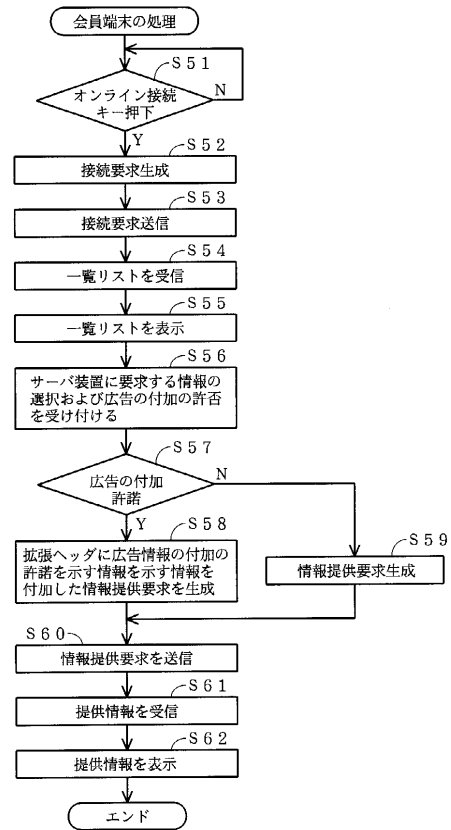 会員端末の処理
S51
オンライン接続
キー押下
N
Y
S52
接続要求生成
S53
接続要求送信
S54
一覧リストを受信
S55
一覧リストを表示
S56
サーバ装置に要求する情報の
選択および広告の付加の許否
を受け付ける
S57
広告の付加
許諾
N
Y
S58
拡張ヘッダに広告情報の付加の
許諾を示す情報を示す情報を
付加した情報提供要求を生成
S59
情報提供要求生成
S60
情報提供要求を送信
S61
提供情報を受信
S62
提供情報を表示
エンド